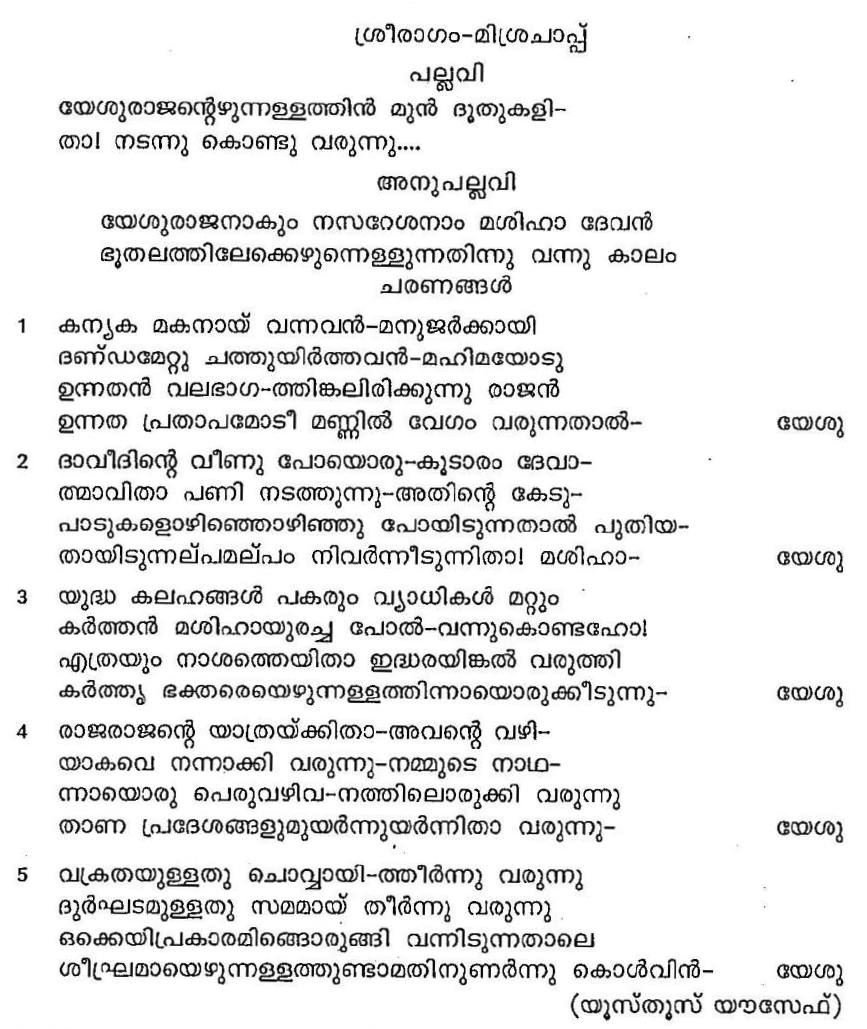 ശ്രീരാഗം-മിശ്രചാപ്പ്
പല്ലവി
യേശുരാജന്റെഴുന്നള്ളത്തിൻ മുൻ ദൂതുകളി-
താ! നടന്നു കൊണ്ടു വരുന്നു....
അനുപല്ലവി
യേശുരാജനാകും നസറേശനാം മശിഹാ ദേവൻ
ഭൂതലത്തിലേക്കെഴുന്നെള്ളുന്നതിന്നു വന്നു കാലം
ചരണങ്ങൾ
1 കന്യക മകനായ് വന്നവൻ-മനുജർക്കായി
ദണ്ഡമേറ്റു ചത്തുയിർത്തവൻ-മഹിമയോടു
ഉന്നതൻ വലഭാഗ-ത്തിങ്കലിരിക്കുന്നു രാജൻ
ഉന്നത പ്രതാപമോടീ മണ്ണിൽ വേഗം വരുന്നതാൽ- യേശു
2 ദാവീദിന്റെ വീണു പോയൊരു-കൂടാരം ദേവാ-
ത്മാവിതാ പണി നടത്തുന്നു-അതിന്റെ കേടു-
പാടുകളൊഴിഞ്ഞൊഴിഞ്ഞു പോയിടുന്നതാൽ പുതിയ-
തായിടുന്നല്പമല്പം നിവർന്നീടുന്നിതാ! മശിഹാ- യേശു
3 യുദ്ധ കലഹങ്ങൾ പകരും വ്യാധികൾ മറ്റും
കർത്തൻ മശിഹായുരച്ച പോൽ-വന്നുകൊണ്ടഹോ!
എത്രയും നാശത്തെയിതാ ഇദ്ധരയിങ്കൽ വരുത്തി
കർത്തൃ ഭക്തരെയെഴുന്നള്ളത്തിന്നായൊരുക്കീടുന്നു- യേശു
4 രാജരാജന്റെ യാത്രയ്ക്കിതാ-അവന്റെ വഴി-
യാകവെ നന്നാക്കി വരുന്നു-നമ്മുടെ നാഥ-
ന്നായൊരു പെരുവഴിവ-നത്തിലൊരുക്കി വരുന്നു
താണ പ്രദേശങ്ങളുമുയർന്നുയർന്നിതാ വരുന്നു- യേശു
5 വക്രതയുള്ളതു ചൊവ്വായി-ത്തീർന്നു വരുന്നു
ദുർഘടമുള്ളതു സമമായ് തീർന്നു വരുന്നു
ഒക്കെയിപ്രകാരമിങ്ങൊരുങ്ങി വന്നിടുന്നതാലെ
ശീഘ്രമായെഴുന്നള്ളത്തുണ്ടാമതിനുണർന്നു കൊൾവിൻ- യേശു
(യൂസ്തൂസ് യൗസേഫ്)